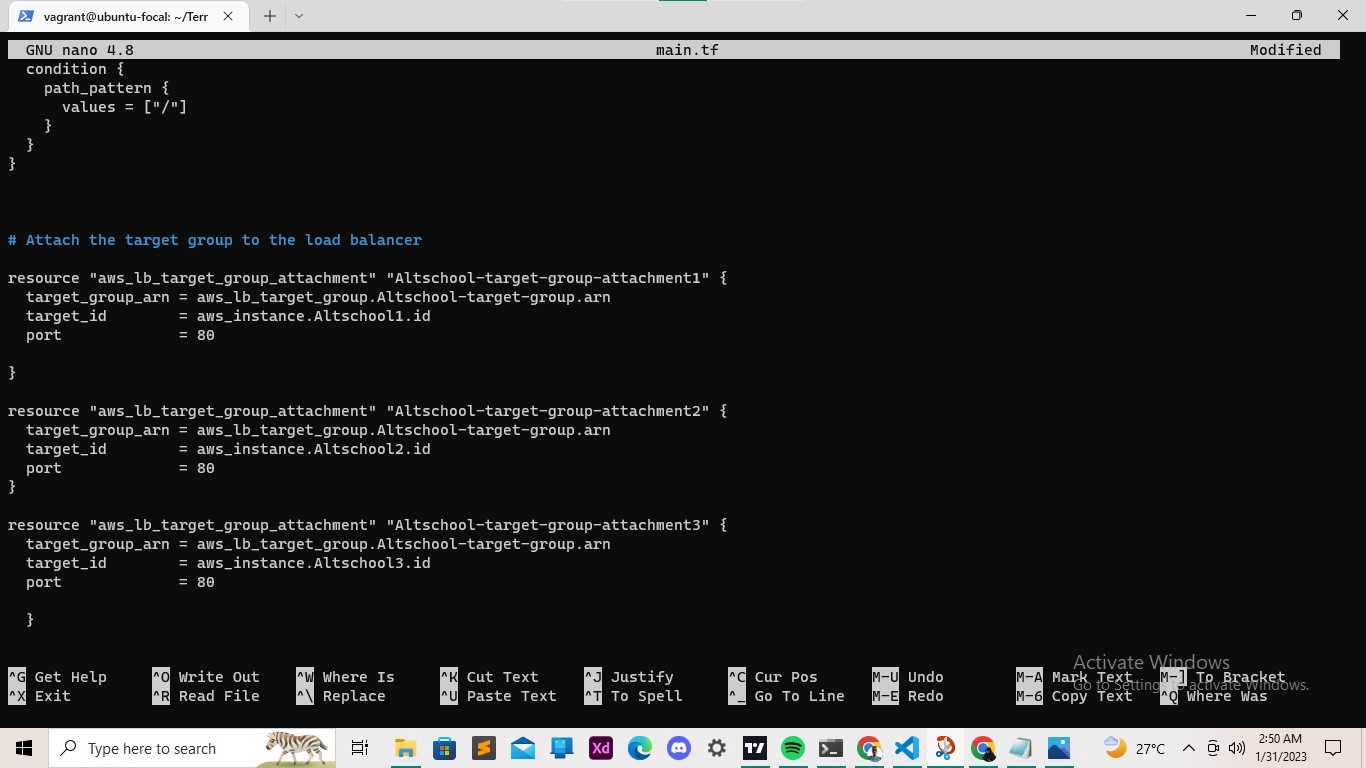 vagrant@ubuntu-focal: ~/Terr
GNU nano 4.8 main.tf Modified
  condition {
    path_pattern {
      values = ["/"]
    }
  }
}
# Attach the target group to the load balancer
resource "aws_lb_target_group_attachment" "Altschool-target-group-attachment1" {
  target_group_arn = aws_lb_target_group.Altschool-target-group.arn
  target_id        = aws_instance.Altschool1.id
  port             = 80
}
resource "aws_lb_target_group_attachment" "Altschool-target-group-attachment2" {
  target_group_arn = aws_lb_target_group.Altschool-target-group.arn
  target_id        = aws_instance.Altschool2.id
  port             = 80
}
resource "aws_lb_target_group_attachment" "Altschool-target-group-attachment3" {
  target_group_arn = aws_lb_target_group.Altschool-target-group.arn
  target_id        = aws_instance.Altschool3.id
  port             = 80
  }
Activate Windows
Go to Settings to activate Windows.
^G Get Help ^O Write Out ^W Where Is ^K Cut Text ^J Justify ^C Cur Pos M-U Undo M-A Mark Text M-] To Bracket
^X Exit ^R Read File ^\ Replace ^U Paste Text ^T To Spell ^_ Go To Line M-E Redo M-6 Copy Text ^Q Where Was
Type here to search Xd 27°C 2:50 AM
1/31/2023